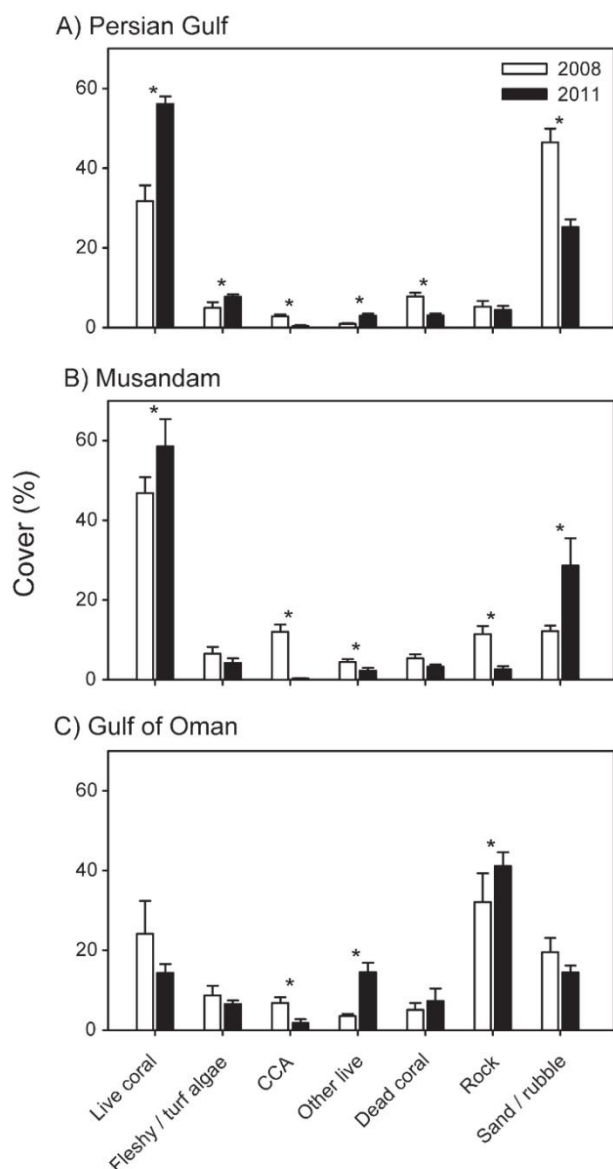 A) Persian Gulf
2008
2011
60
40
20
0
*
*
*
*
*
*
B) Musandam
60
40
20
0
*
*
*
*
*
Cover (%)
C) Gulf of Oman
60
40
20
0
*
*
*
Live coral
Fleshy / turf algae
CCA
Other live
Dead coral
Rock
Sand / rubble